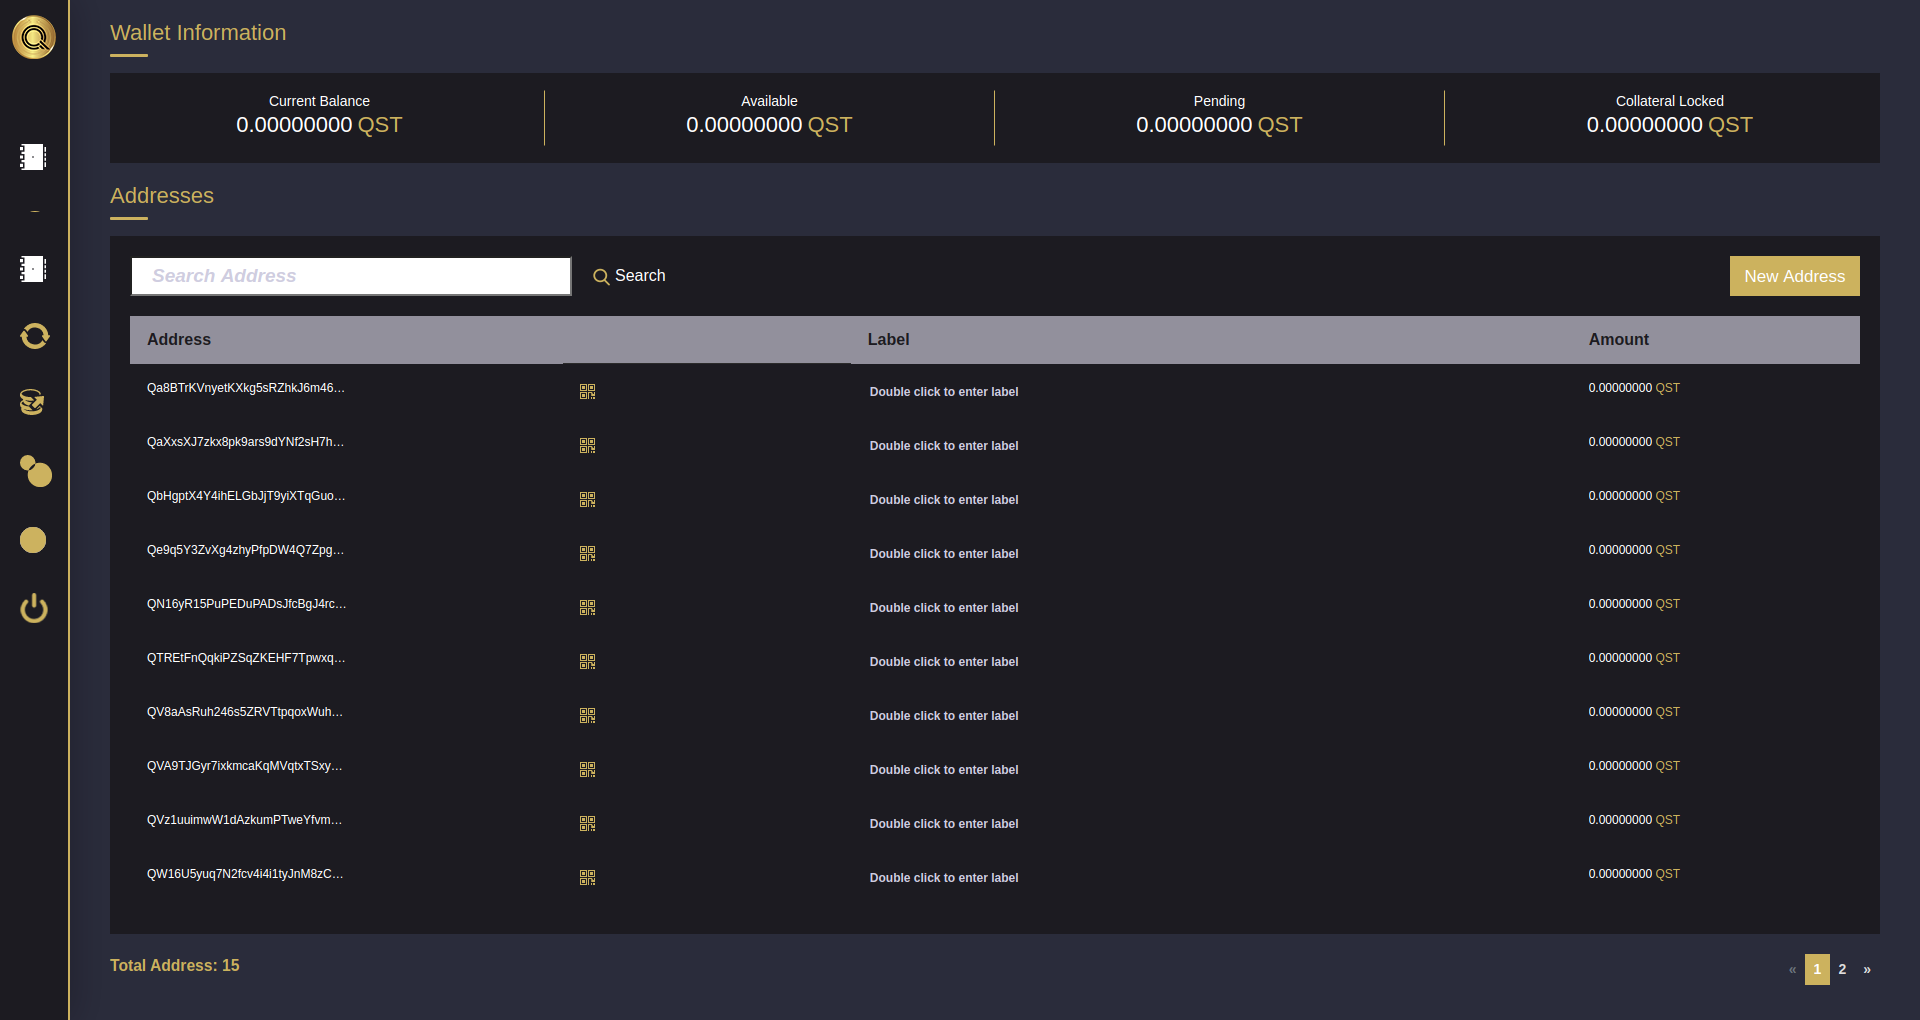 Wallet Information
Current Balance Available Pending Collateral Locked
0.00000000 QST 0.00000000 QST 0.00000000 QST 0.00000000 QST
Addresses
Search Address Search New Address
Address Label Amount
Qa8BTrKVnyetKXkg5sRZhkJ6m46... Double click to enter label 0.00000000 QST
QaXxsXJ7zkx8pk9ars9dYNf2sH7h... Double click to enter label 0.00000000 QST
QbHgptX4Y4ihELGbJjT9yiXTqGuo... Double click to enter label 0.00000000 QST
Qe9q5Y3ZvXg4zhyPfpDW4Q7Zpg... Double click to enter label 0.00000000 QST
QN16yR15PuPEDuPADsJfcBgJ4rc... Double click to enter label 0.00000000 QST
QTREtFnQqkiPZSqZKEHF7Tpwxq... Double click to enter label 0.00000000 QST
QV8aAsRuh246s5ZRVTtpqoxWuh... Double click to enter label 0.00000000 QST
QVA9TJGyr7ixkmcaKqMVqtxTSxy... Double click to enter label 0.00000000 QST
QVz1uuimwW1dAzkumPTweYfvm... Double click to enter label 0.00000000 QST
QW16U5yuq7N2fcv4i4i1tyJnM8zC... Double click to enter label 0.00000000 QST
Total Address: 15 « 1 2 »